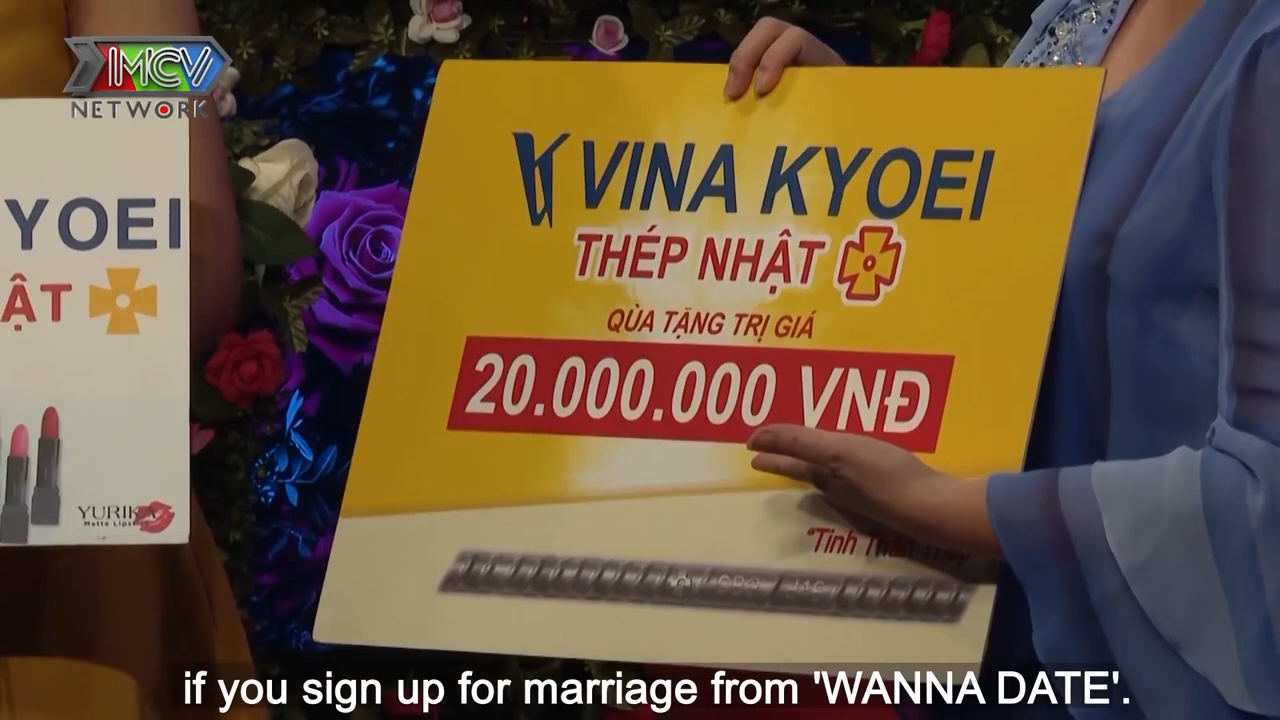 MCV
NETWORK
YOEI
ẬT
YURIKA
Matte Lipstick
VINA KYOEI
THÉP NHẬT
QÙA TẶNG TRỊ GIÁ
20.000.000 VNĐ
"Tinh Thần
if you sign up for marriage from 'WANNA DATE'.